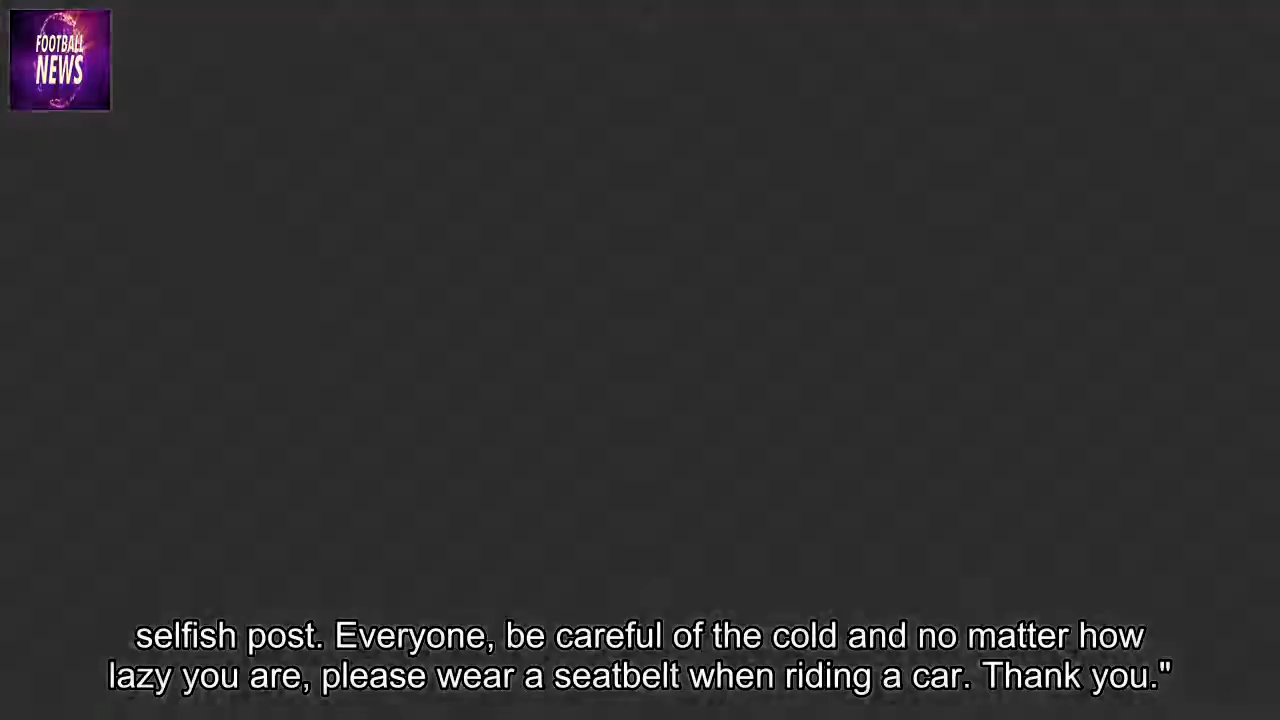 FOOTBALL
NEWS
selfish post. Everyone, be careful of the cold and no matter how
lazy you are, please wear a seatbelt when riding a car. Thank you."